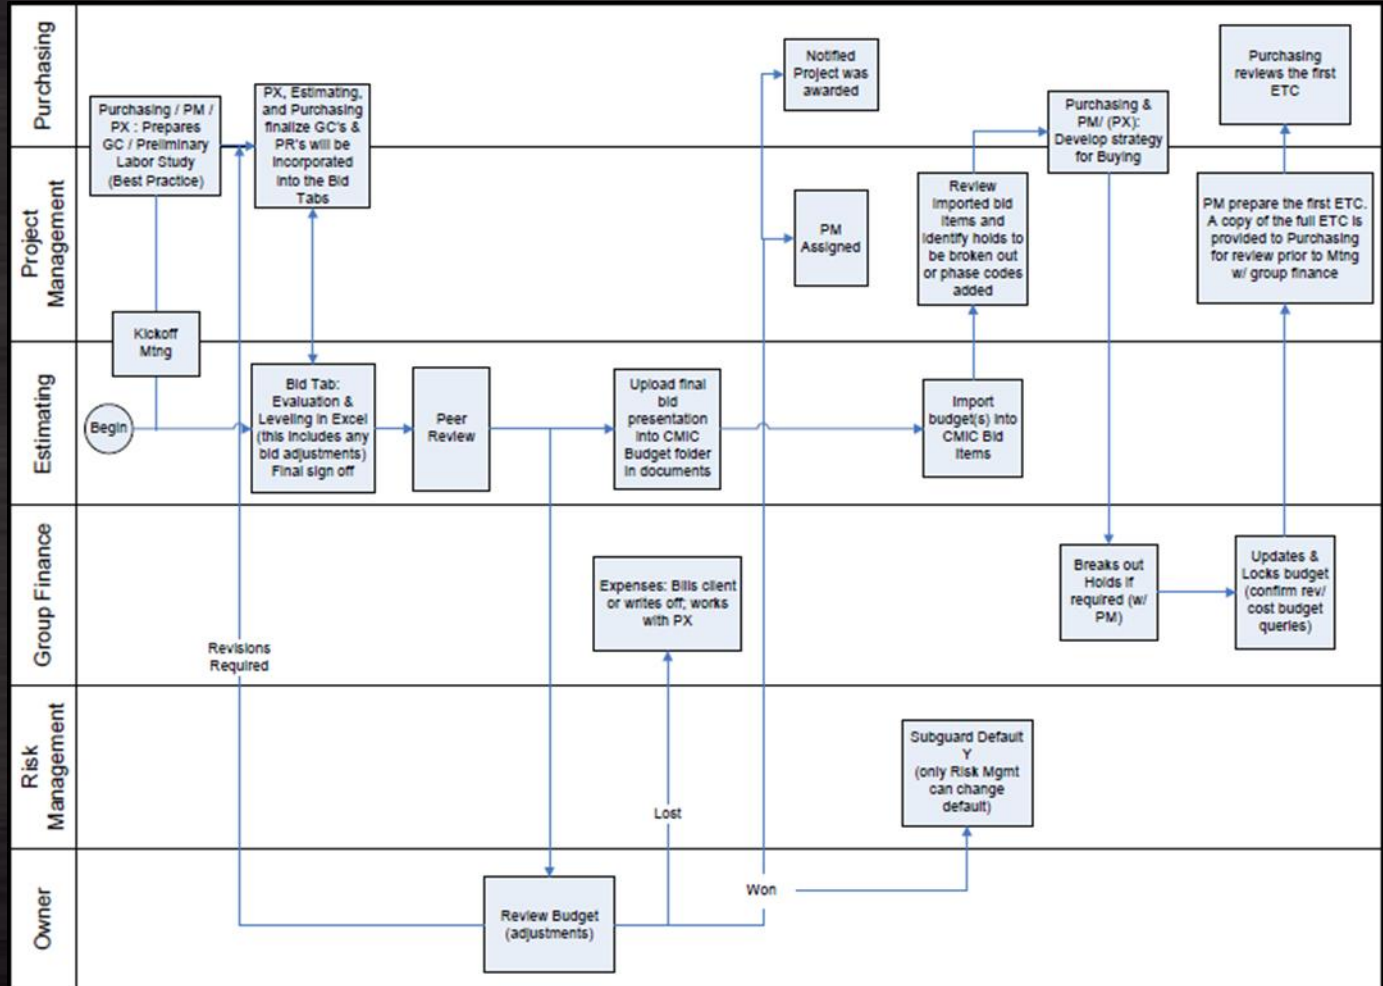 Purchasing
Purchasing / PM /
PX : Prepares
GC / Preliminary
Labor Study
(Best Practice)
PX, Estimating,
and Purchasing
finalize GC's &
PR's will be
incorporated
into the Bid
Tabs
Notified
Project was
awarded
Purchasing &
PM/ (PX):
Develop strategy
for Buying
Purchasing
reviews the first
ETC
Project
Management
Kickoff
Mtng
PM
Assigned
Review
imported bid
items and
identify holds to
be broken out
or phase codes
added
PM prepare the first ETC.
A copy of the full ETC is
provided to Purchasing
for review prior to Mtng
w/ group finance
Estimating
Begin
Bid Tab:
Evaluation &
Leveling in Excel
(this includes any
bid adjustments)
Final sign off
Peer
Review
Upload final
bid
presentation
into CMIC
Budget folder
in documents
Import
budget(s) into
CMIC Bid
Items
Group Finance
Revisions
Required
Expenses: Bills client
or writes off; works
with PX
Breaks out
Holds if
required (w/
PM)
Updates &
Locks budget
(confirm rev/
cost budget
queries)
Risk
Management
Lost
Subguard Default
Y
(only Risk Mgmt
can change
default)
Owner
Review Budget
(adjustments)
Won